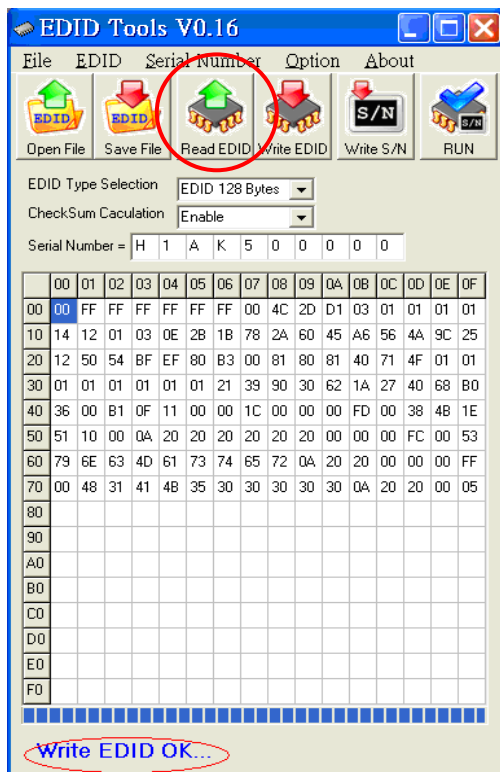 EDID Tools V0.16
File EDID Serial Number Option About
EDID EDID S/N S/N
Open File Save File Read EDID Write EDID Write S/N RUN
EDID Type Selection EDID 128 Bytes
CheckSum Caculation Enable
Serial Number = H 1 A K 5 0 0 0 0 0
00 01 02 03 04 05 06 07 08 09 0A 0B 0C 0D 0E 0F
00 00 FF FF FF FF FF FF 00 4C 2D D1 03 01 01 01 01
10 14 12 01 03 0E 2B 1B 78 2A 60 45 A6 56 4A 9C 25
20 12 50 54 BF EF 80 B3 00 81 80 81 40 71 4F 01 01
30 01 01 01 01 01 01 21 39 90 30 62 1A 27 40 68 B0
40 36 00 B1 0F 11 00 00 1C 00 00 00 FD 00 38 4B 1E
50 51 10 00 0A 20 20 20 20 20 20 00 00 00 FC 00 53
60 79 6E 63 4D 61 73 74 65 72 0A 20 20 00 00 00 FF
70 00 48 31 41 4B 35 30 30 30 30 30 0A 20 20 00 05
80
90
A0
B0
C0
D0
E0
F0
Write EDID OK...